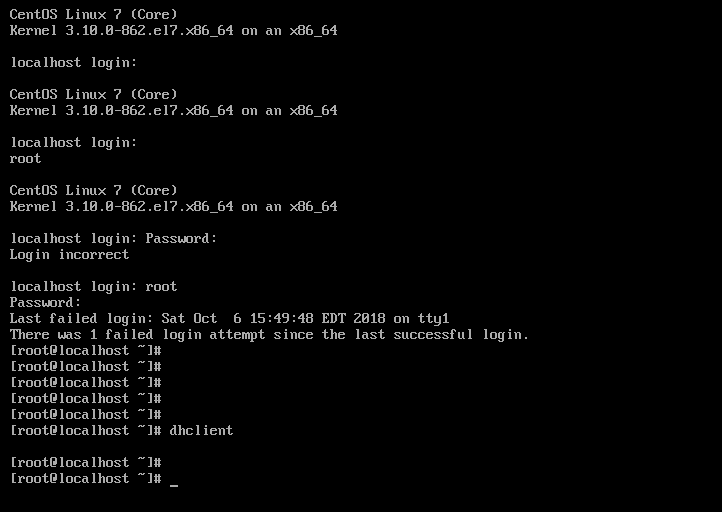 CentOS Linux 7 (Core)
Kernel 3.10.0-862.el7.x86_64 on an x86_64
localhost login:
CentOS Linux 7 (Core)
Kernel 3.10.0-862.el7.x86_64 on an x86_64
localhost login:
root
CentOS Linux 7 (Core)
Kernel 3.10.0-862.el7.x86_64 on an x86_64
localhost login: Password:
Login incorrect
localhost login: root
Password:
Last failed login: Sat Oct  6 15:49:48 EDT 2018 on tty1
There was 1 failed login attempt since the last successful login.
[root@localhost ~]#
[root@localhost ~]#
[root@localhost ~]#
[root@localhost ~]#
[root@localhost ~]#
[root@localhost ~]# dhclient
[root@localhost ~]#
[root@localhost ~]# _